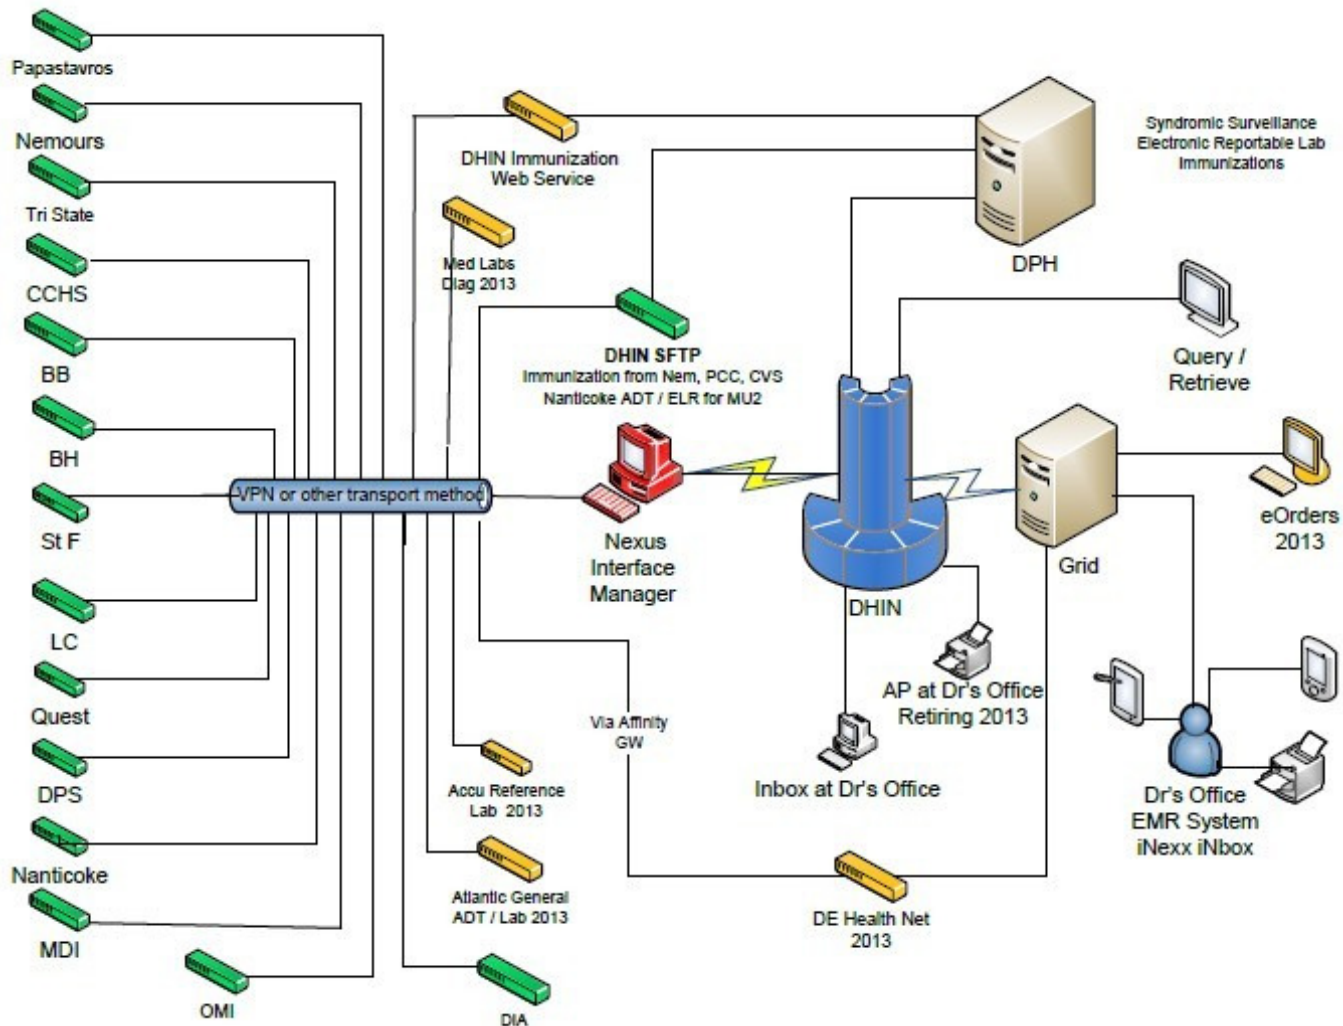 Papastavros
Nemours
Tri State
CCHS
BB
BH
St F
LC
Quest
DPS
Nanticoke
MDI
OMI
VPN or other transport method
DHIN Immunization
Web Service
Med Labs
Diag 2013
DHIN SFTP
Immunization from Nem, PCC, CVS
Nanticoke ADT / ELR for MU2
Nexus
Interface
Manager
Via Affinity
GW
Accu Reference
Lab 2013
Atlantic General
ADT / Lab 2013
DIA
DPH
Syndromic Surveillance
Electronic Reportable Lab
Immunizations
Query /
Retrieve
DHIN
Grid
eOrders
2013
AP at Dr's Office
Retiring 2013
Inbox at Dr's Office
DE Health Net
2013
Dr's Office
EMR System
iNexx iNbox